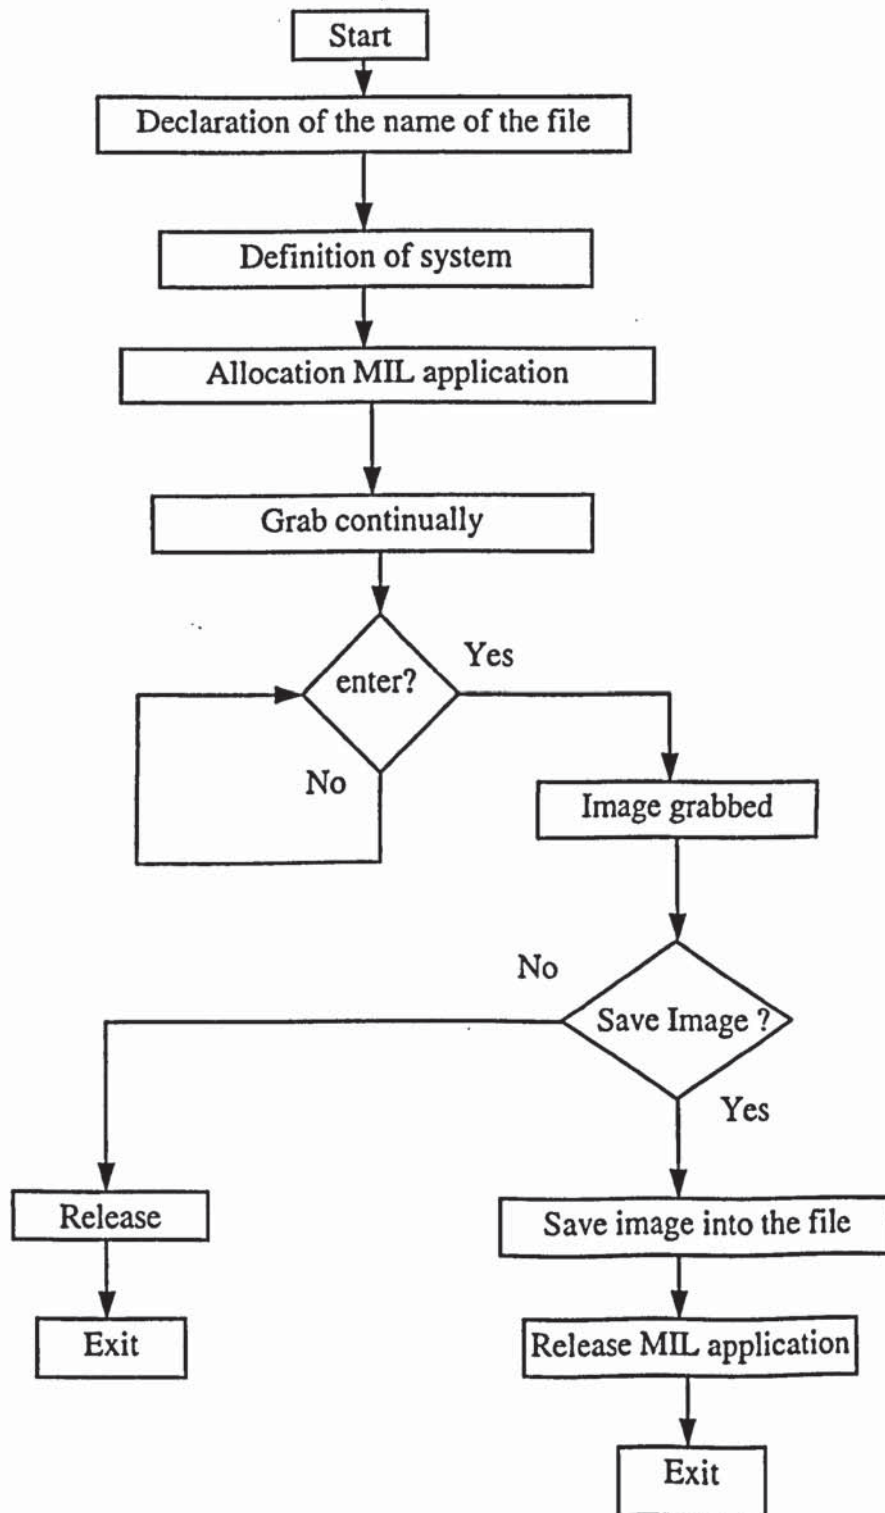 Start
Declaration of the name of the file
Definition of system
Allocation MIL application
Grab continually
enter?
Yes
No
Image grabbed
No
Save Image ?
Yes
Release
Save image into the file
Exit
Release MIL application
Exit